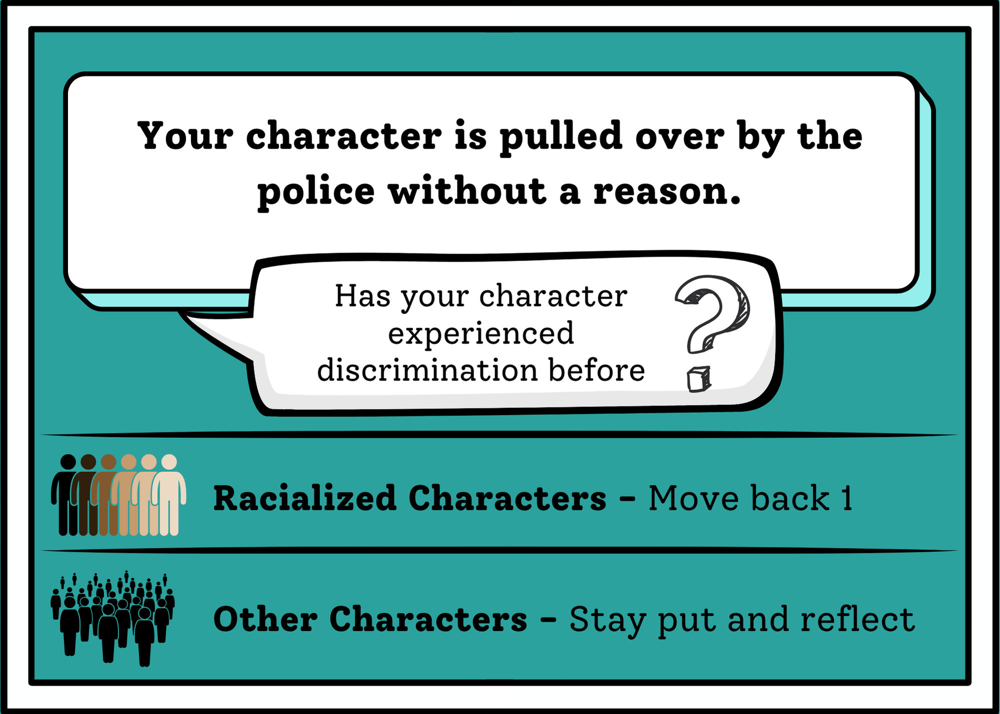 Your character is pulled over by the
police without a reason.
Has your character
experienced
discrimination before
?
Racialized Characters - Move back 1
Other Characters - Stay put and reflect